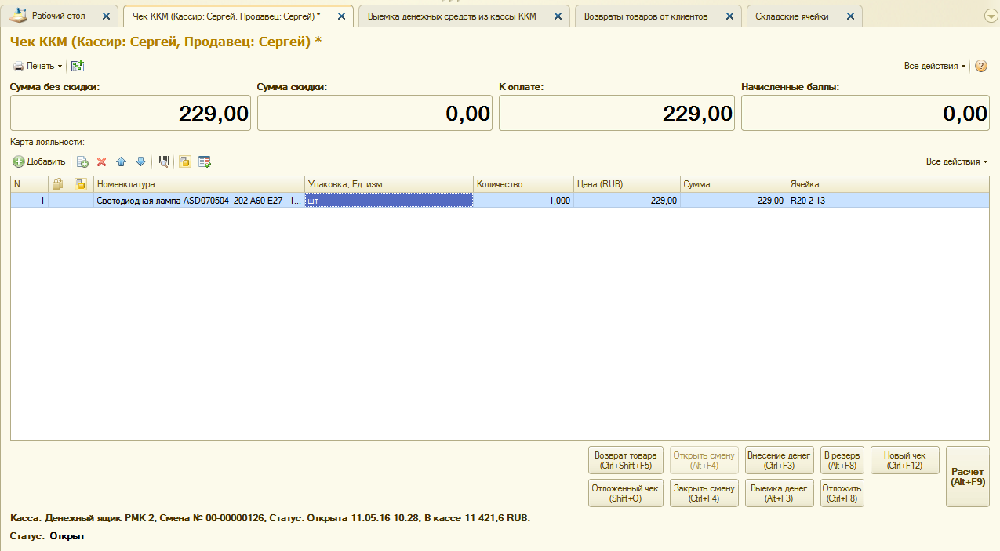 Рабочий стол
Чек ККМ (Кассир: Сергей, Продавец: Сергей) *
Выемка денежных средств из кассы ККМ
Возвраты товаров от клиентов
Складские ячейки
Чек ККМ (Кассир: Сергей, Продавец: Сергей) *
Печать
Все действия
?
Сумма без скидки:
Сумма скидки:
К оплате:
Начисленные баллы:
229,00
0,00
229,00
0,00
Карта лояльности:
Добавить
Все действия
N Номенклатура Упаковка, Ед. изм. Количество Цена (RUB) Сумма Ячейка
1 Светодиодная лампа ASD070504_202 A60 E27 1... шт 1,000 229,00 229,00 R20-2-13
Возврат товара
(Ctrl+Shift+F5)
Открыть смену
(Alt+F4)
Внесение денег
(Ctrl+F3)
В резерв
(Alt+F8)
Новый чек
(Ctrl+F12)
Расчет
(Alt+F9)
Отложенный чек
(Shift+O)
Закрыть смену
(Ctrl+F4)
Выемка денег
(Alt+F3)
Отложить
(Ctrl+F8)
Касса: Денежный ящик РМК 2, Смена № 00-00000126, Статус: Открыта 11.05.16 10:28, В кассе 11 421,6 RUB.
Статус: Открыт